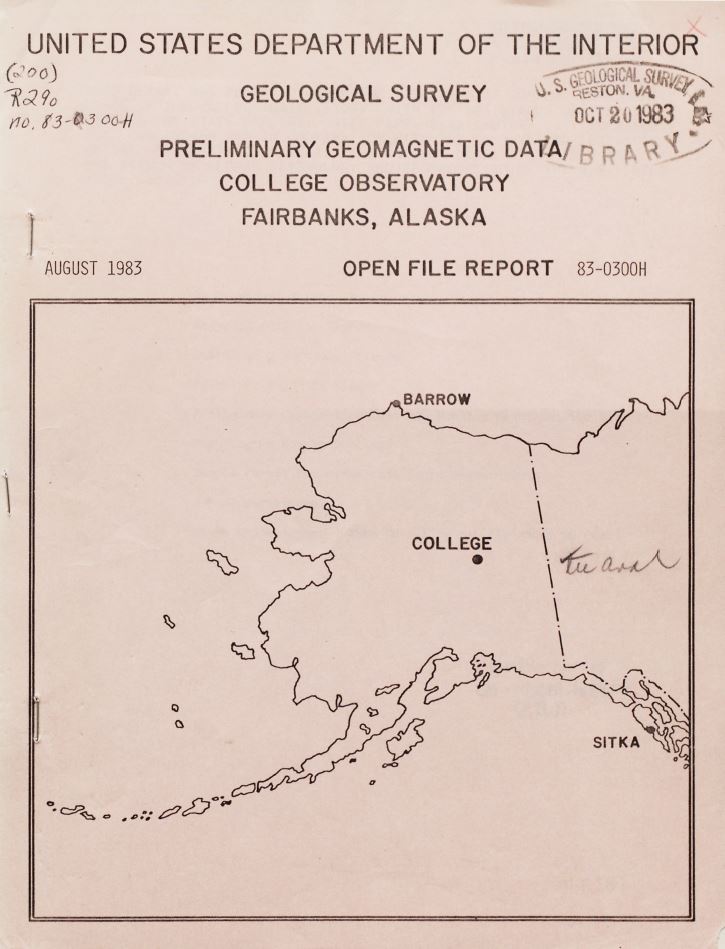 UNITED STATES DEPARTMENT OF THE INTERIOR
(200)
R290
no. 83-0300H
GEOLOGICAL SURVEY
U. S. GEOLOGICAL SURVEY
RESTON, VA.
OCT 20 1983
LIBRARY
PRELIMINARY GEOMAGNETIC DATA
COLLEGE OBSERVATORY
FAIRBANKS, ALASKA
AUGUST 1983 OPEN FILE REPORT 83-0300H
BARROW
COLLEGE
SITKA